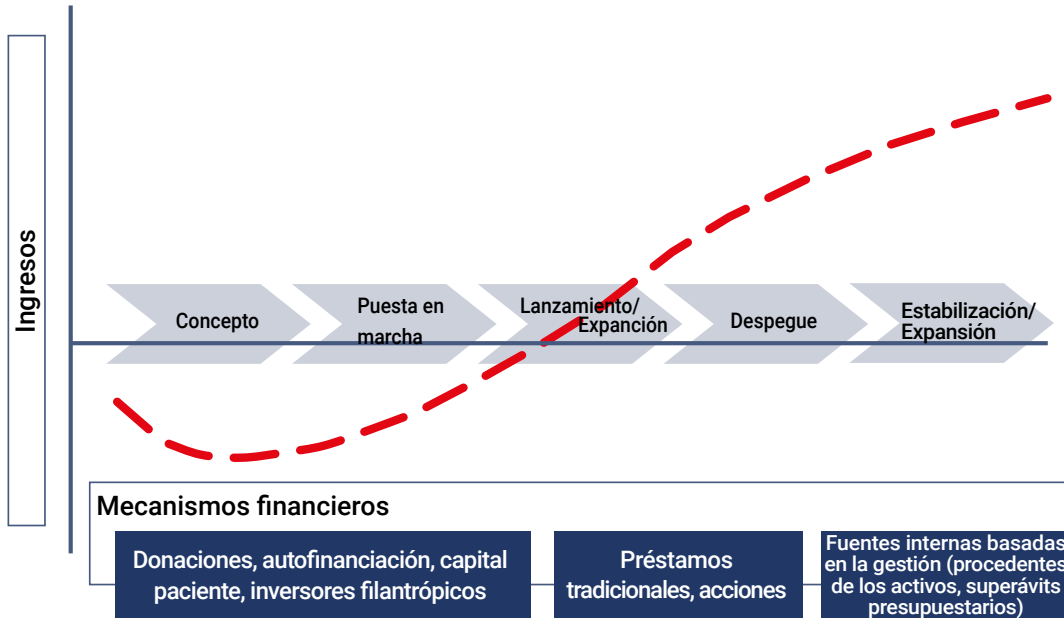 Ingresos
Concepto
Puesta en
marcha
Lanzamiento/
Expanción
Despegue
Estabilización/
Expansión
Mecanismos financieros
Donaciones, autofinanciación, capital
paciente, inversores filantrópicos
Préstamos
tradicionales, acciones
Fuentes internas basadas
en la gestión (procedentes
de los activos, superávits
presupuestarios)